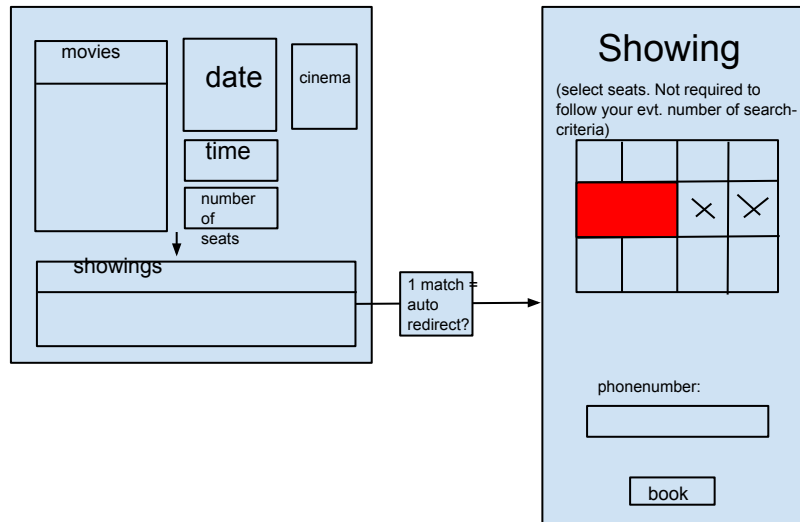 movies
date
cinema
time
number
of
seats
showings
1 match =
auto
redirect?
Showing
(select seats. Not required to
follow your evt. number of search-
criteria)
phonenumber:
book